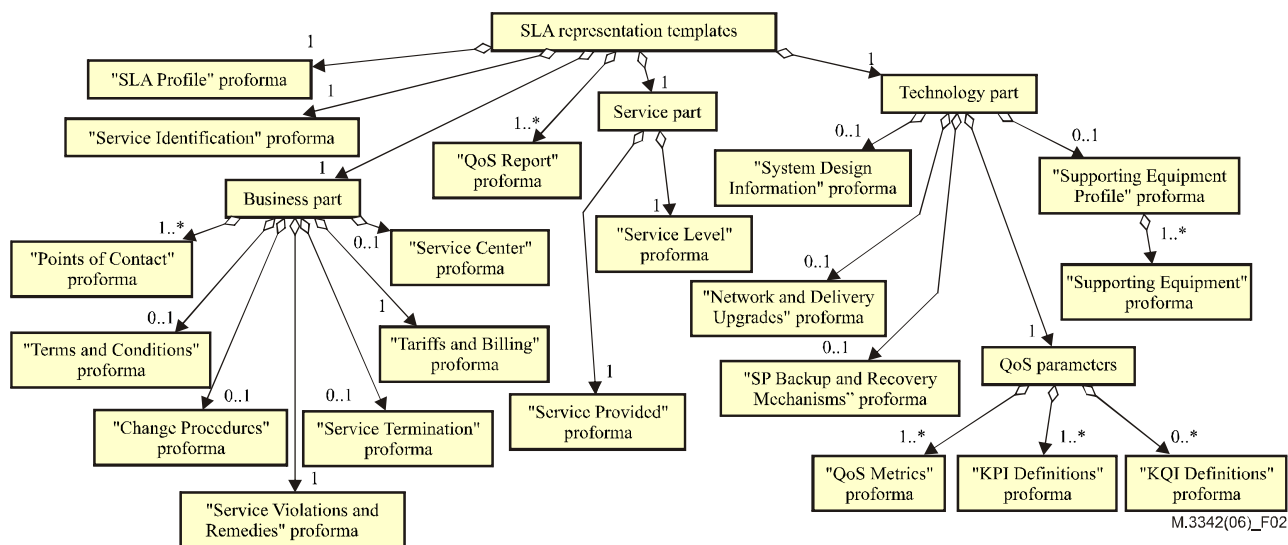 SLA representation templates
1
"SLA Profile" proforma
1
"Service Identification" proforma
1
Business part
1..*
"QoS Report"
proforma
1
Service part
1
Technology part
0..1
"System Design
Information" proforma
0..1
"Supporting Equipment
Profile" proforma
1..*
"Supporting Equipment"
proforma
1..*
"Points of Contact"
proforma
0..1
"Service Center"
proforma
1
"Service Level"
proforma
0..1
"Network and Delivery
Upgrades" proforma
0..1
"Terms and Conditions"
proforma
1
"Tariffs and Billing"
proforma
0..1
"SP Backup and Recovery
Mechanisms” proforma
1
QoS parameters
0..1
"Change Procedures"
proforma
0..1
"Service Termination"
proforma
1
"Service Provided"
proforma
1
"Service Violations and
Remedies" proforma
1..*
"QoS Metrics"
proforma
1..*
"KPI Definitions"
proforma
0..*
"KQI Definitions"
proforma
M.3342(06)_F02